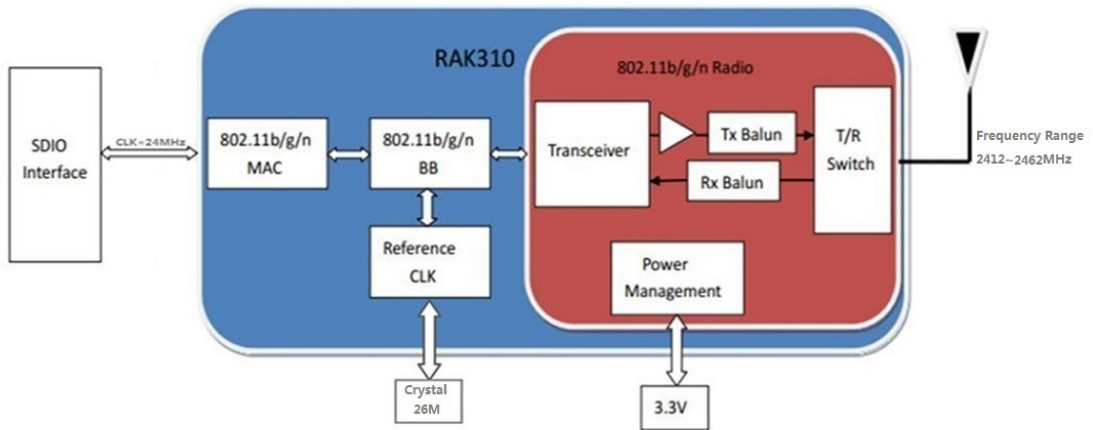 RAK310
802.11b/g/n Radio
SDIO
Interface
CLK=24MHz
802.11b/g/n
MAC
802.11b/g/n
BB
Transceiver
Tx Balun
Rx Balun
T/R
Switch
Frequency Range
2412~2462MHz
Reference
CLK
Power
Management
Crystal
26M
3.3V